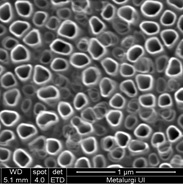 WD spot det
5.1 mm 4.0 ETD 1 µm Metalurgi UI